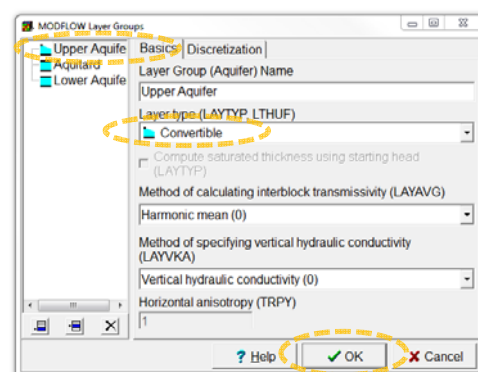 MODFLOW Layer Groups
Upper Aquife
Aquitard
Lower Aquife
Basics Discretization
Layer Group (Aquifer) Name
Upper Aquifer
Layer type (LAYTYP, LTHUF)
Convertible
Compute saturated thickness using starting head
(LAYTYP)
Method of calculating interblock transmissivity (LAYAVG)
Harmonic mean (0)
Method of specifying vertical hydraulic conductivity
(LAYVKA)
Vertical hydraulic conductivity (0)
Horizontal anisotropy (TRPY)
1
? Help OK Cancel